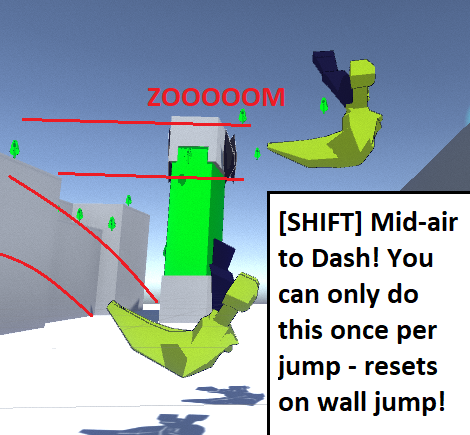 ZOOOOOM
[SHIFT] Mid-air
to Dash! You
can only do
this once per
jump - resets
on wall jump!